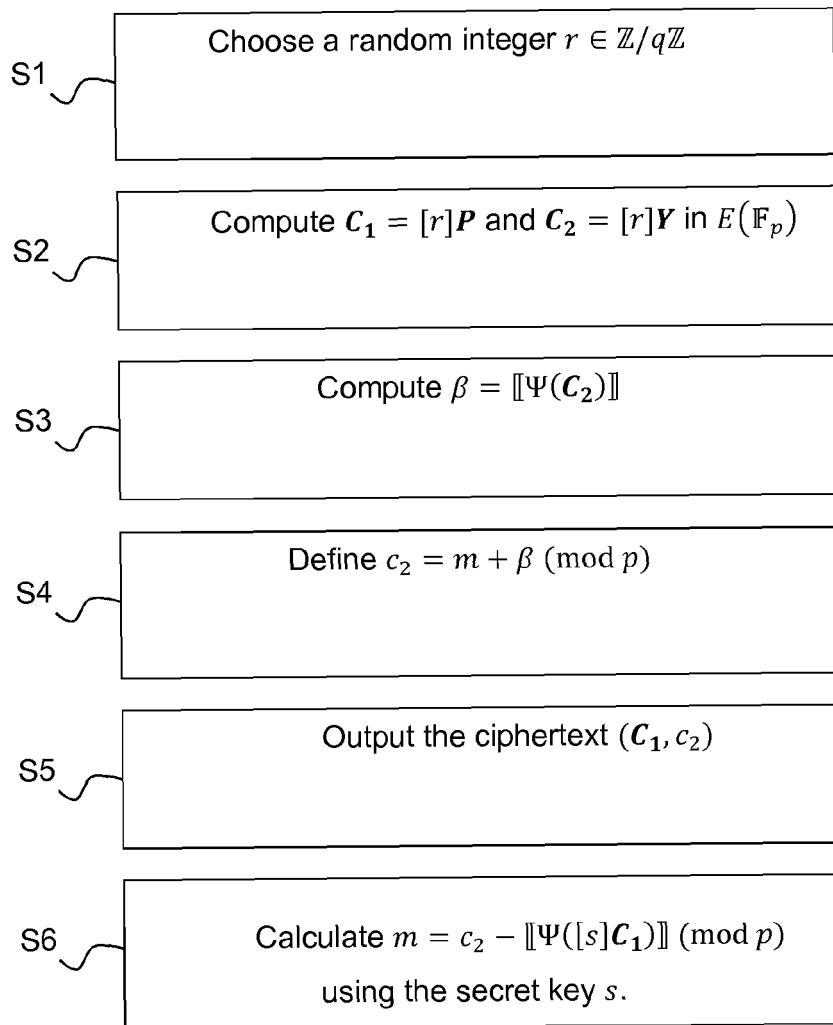 Choose a random integer r ∈ ℤ/qℤ
S1
Compute C₁ = [r]P and C₂ = [r]Y in E(𝔽ₚ)
S2
Compute β = ⟦Ψ(C₂)⟧
S3
Define c₂ = m + β (mod p)
S4
Output the ciphertext (C₁, c₂)
S5
S6
Calculate m = c₂ − ⟦Ψ([s]C₁)⟧ (mod p)
using the secret key s.